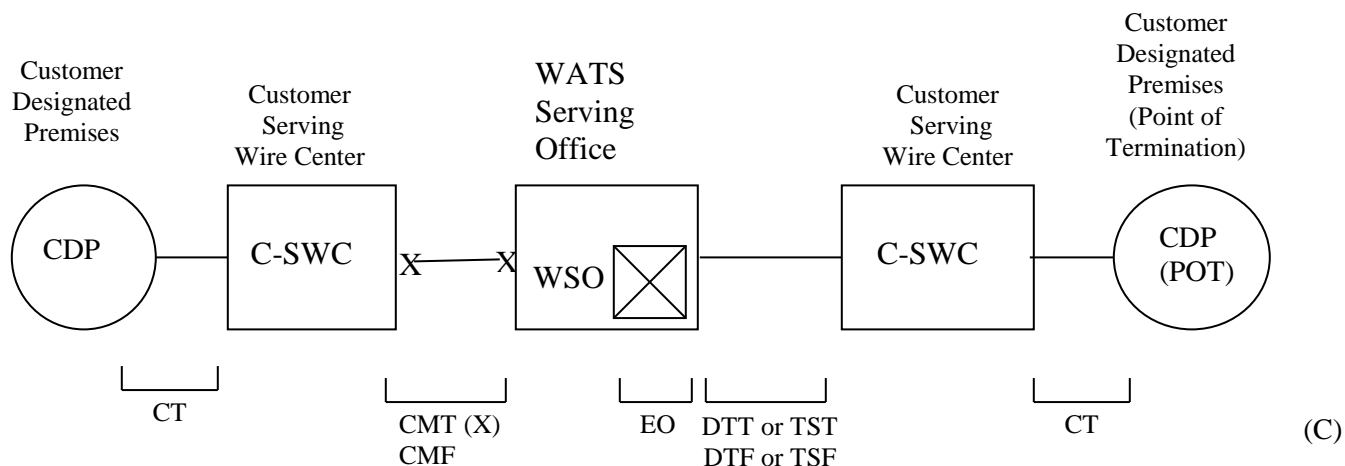 Customer
Designated
Premises
Customer
Serving
Wire Center
WATS
Serving
Office
Customer
Serving
Wire Center
Customer
Designated
Premises
(Point of
Termination)
CDP
C-SWC
X
X
WSO
C-SWC
CDP
(POT)
CT
CMT (X)
CMF
EO
DTT or TST
DTF or TSF
CT
(C)